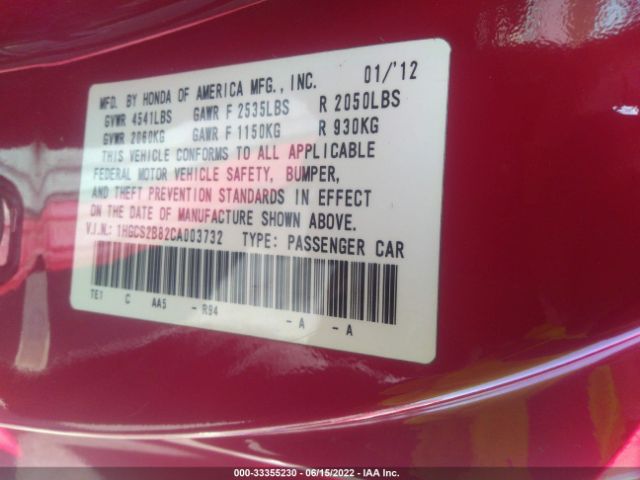 MFD. BY HONDA OF AMERICA MFG., INC. 01/'12
GVWR 4541LBS GAWR F 2535LBS R 2050LBS
GVWR 2060KG GAWR F 1150KG R 930KG
THIS VEHICLE CONFORMS TO ALL APPLICABLE
FEDERAL MOTOR VEHICLE SAFETY, BUMPER,
AND THEFT PREVENTION STANDARDS IN EFFECT
ON THE DATE OF MANUFACTURE SHOWN ABOVE.
V.I.N.: 1HGCS2B82CA003732 TYPE: PASSENGER CAR
TE1 C AA5 - R94 - A - A
000-33355230 - 06/15/2022 - IAA Inc.